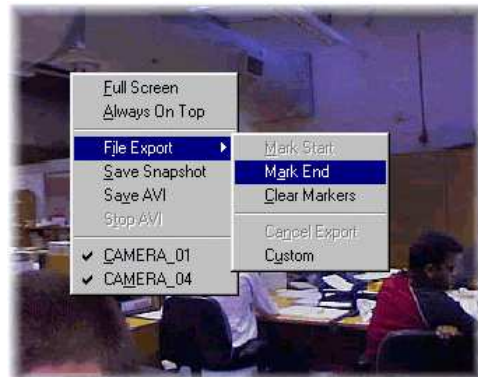 Full Screen
Always On Top
File Export
Save Snapshot
Save AVI
Stop AVI
CAMERA_01
CAMERA_04
Mark Start
Mark End
Clear Markers
Cancel Export
Custom